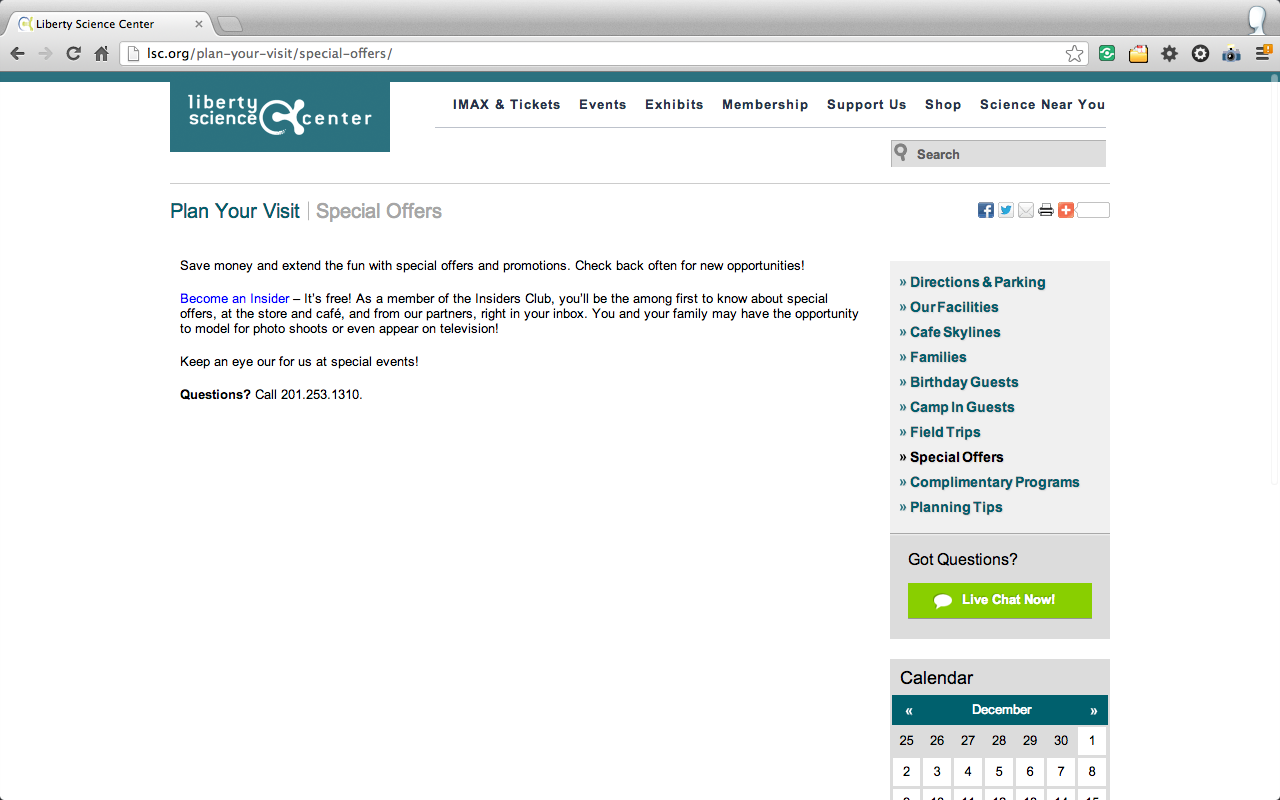 Liberty Science Center
lsc.org/plan-your-visit/special-offers/
liberty
science center
IMAX & Tickets Events Exhibits Membership Support Us Shop Science Near You
Search
Plan Your Visit Special Offers
Save money and extend the fun with special offers and promotions. Check back often for new opportunities!
Become an Insider – It's free! As a member of the Insiders Club, you'll be the among first to know about special
offers, at the store and café, and from our partners, right in your inbox. You and your family may have the opportunity
to model for photo shoots or even appear on television!
Keep an eye our for us at special events!
Questions? Call 201.253.1310.
» Directions & Parking
» Our Facilities
» Cafe Skylines
» Families
» Birthday Guests
» Camp In Guests
» Field Trips
» Special Offers
» Complimentary Programs
» Planning Tips
Got Questions?
Live Chat Now!
Calendar
« December »
25 26 27 28 29 30 1
2 3 4 5 6 7 8